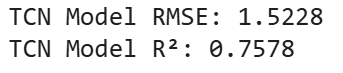 TCN Model RMSE: 1.5228
TCN Model R²: 0.7578